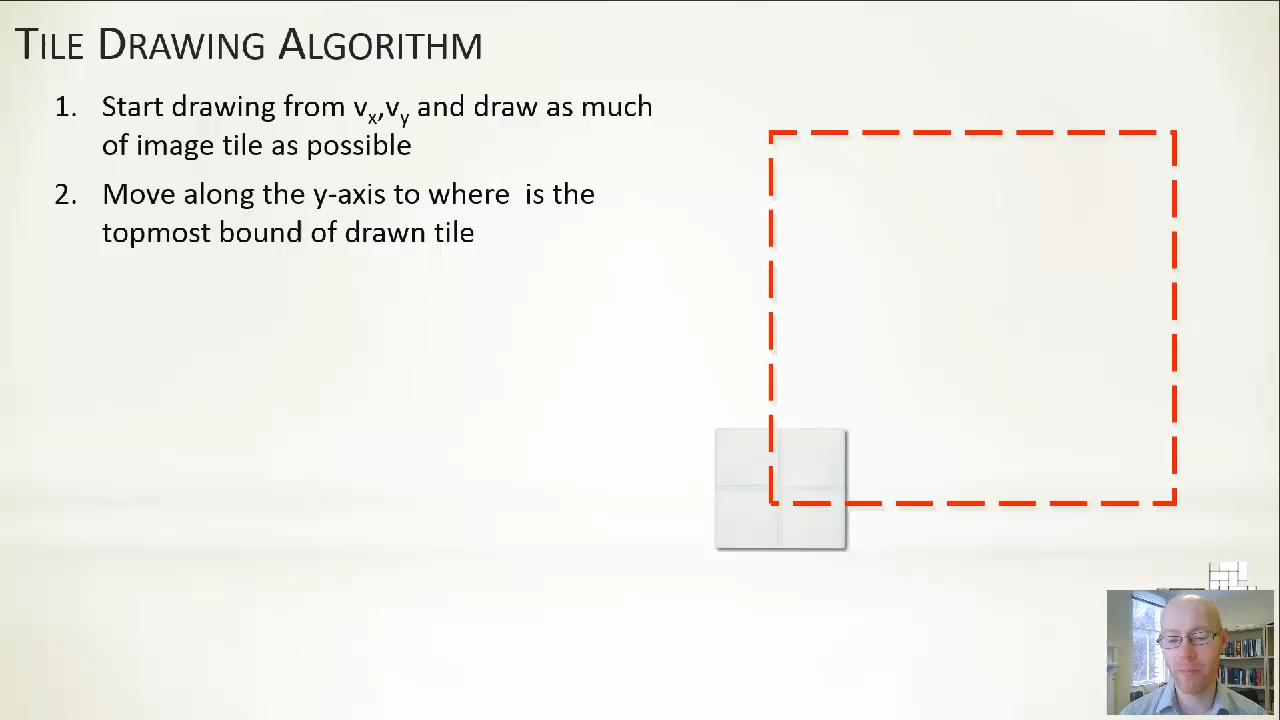 Tile Drawing Algorithm
1. Start drawing from vx,vy and draw as much
of image tile as possible
2. Move along the y-axis to where  is the
topmost bound of drawn tile